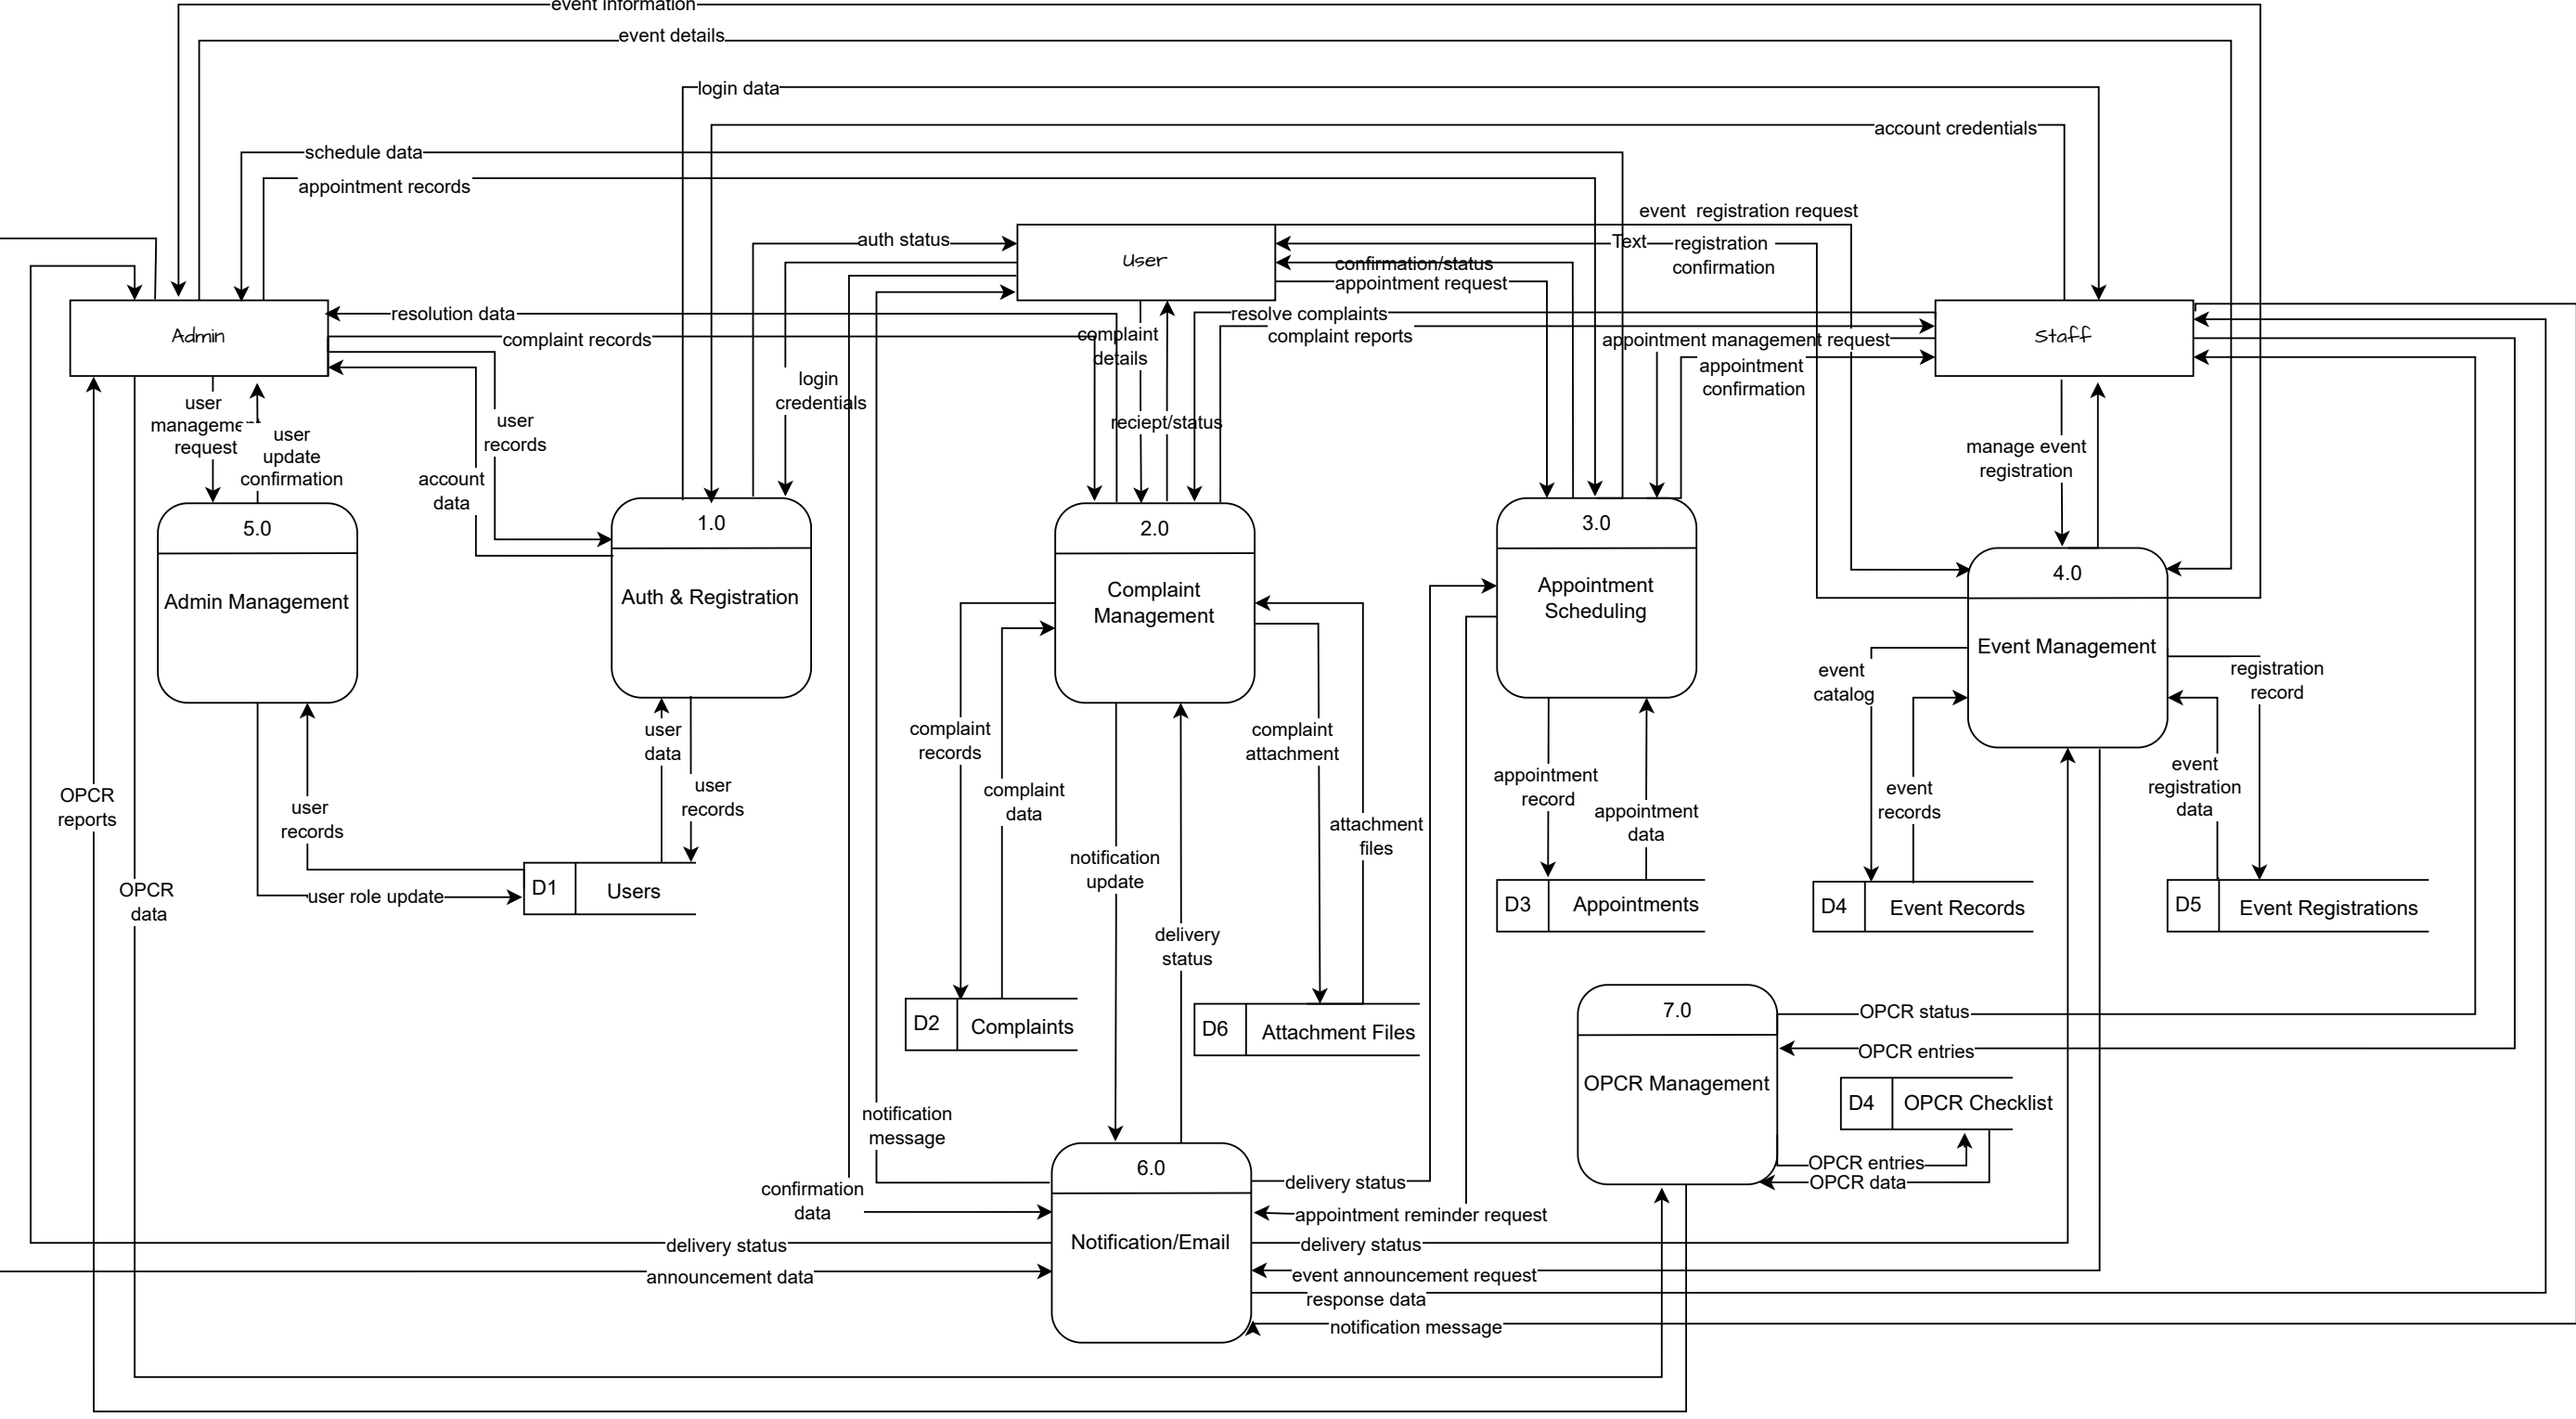 event information
event details
login data
account credentials
schedule data
appointment records
event  registration request
auth status
User
Text
registration
confirmation
confirmation/status
appointment request
Admin
resolution data
complaint records
complaint
details
resolve complaints
complaint reports
appointment management request
appointment
confirmation
Staff
login
credentials
reciept/status
user
management
request
user
update
confirmation
user
records
account
data
manage event
registration
5.0
Admin Management
1.0
Auth & Registration
2.0
Complaint
Management
3.0
Appointment
Scheduling
4.0
Event Management
event
catalog
registration
record
complaint
records
complaint
data
complaint
attachment
attachment
files
user
data
user
records
user
records
appointment
record
appointment
data
event
records
event
registration
data
OPCR
reports
OPCR
data
user role update
D1
Users
notification
update
delivery
status
D3
Appointments
D4
Event Records
D5
Event Registrations
D2
Complaints
D6
Attachment Files
7.0
OPCR Management
OPCR status
OPCR entries
D4
OPCR Checklist
OPCR entries
OPCR data
notification
message
confirmation
data
6.0
Notification/Email
delivery status
appointment reminder request
delivery status
delivery status
announcement data
event announcement request
response data
notification message